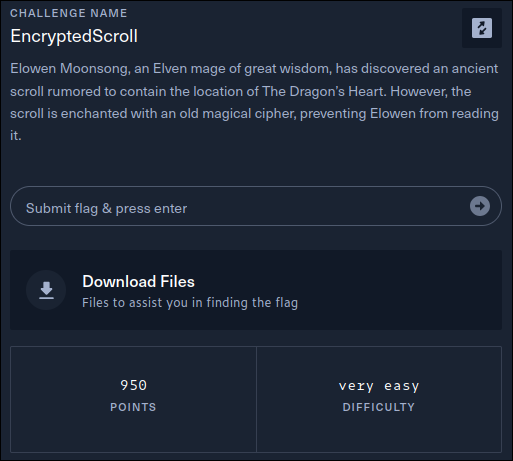 CHALLENGE NAME
EncryptedScroll
Elowen Moonsong, an Elven mage of great wisdom, has discovered an ancient
scroll rumored to contain the location of The Dragon's Heart. However, the
scroll is enchanted with an old magical cipher, preventing Elowen from reading
it.
Submit flag & press enter
Download Files
Files to assist you in finding the flag
950
POINTS
very easy
DIFFICULTY